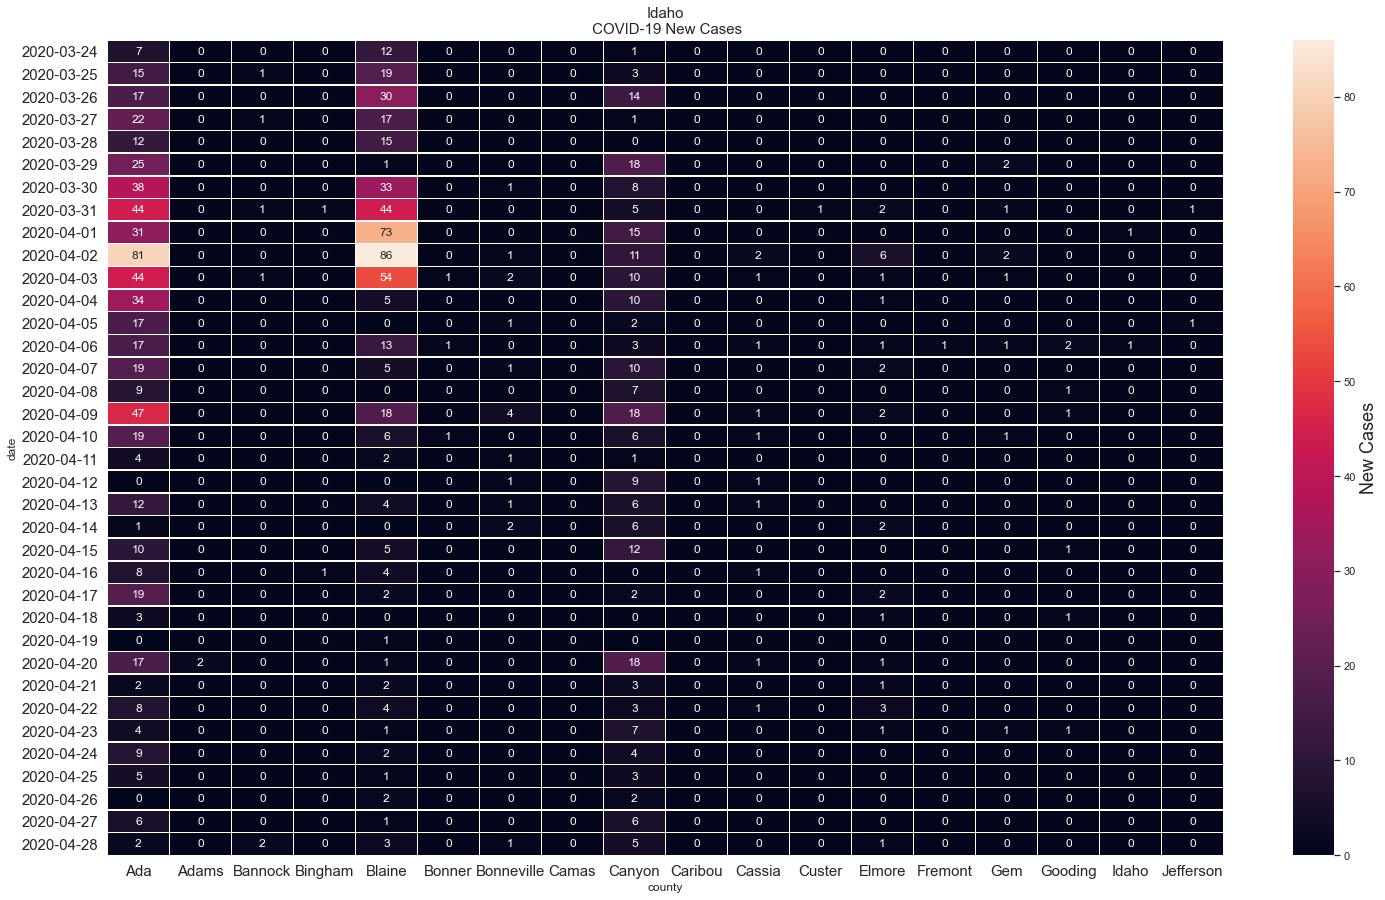 Idaho
COVID-19 New Cases
2020-03-24 7 0 0 0 12 0 0 0 1 0 0 0 0 0 0 0 0 0
2020-03-25 15 0 1 0 19 0 0 0 3 0 0 0 0 0 0 0 0 0
2020-03-26 17 0 0 0 30 0 0 0 14 0 0 0 0 0 0 0 0 0
2020-03-27 22 0 1 0 17 0 0 0 1 0 0 0 0 0 0 0 0 0
2020-03-28 12 0 0 0 15 0 0 0 0 0 0 0 0 0 0 0 0 0
2020-03-29 25 0 0 0 1 0 0 0 18 0 0 0 0 0 2 0 0 0
2020-03-30 38 0 0 0 33 0 1 0 8 0 0 0 0 0 0 0 0 0
2020-03-31 44 0 1 1 44 0 0 0 5 0 0 1 2 0 1 0 0 1
2020-04-01 31 0 0 0 73 0 0 0 15 0 0 0 0 0 0 0 1 0
2020-04-02 81 0 0 0 86 0 1 0 11 0 2 0 6 0 2 0 0 0
2020-04-03 44 0 1 0 54 1 2 0 10 0 1 0 1 0 1 0 0 0
2020-04-04 34 0 0 0 5 0 0 0 10 0 0 0 1 0 0 0 0 0
2020-04-05 17 0 0 0 0 0 1 0 2 0 0 0 0 0 0 0 0 1
2020-04-06 17 0 0 0 13 1 0 0 3 0 1 0 1 1 1 2 1 0
2020-04-07 19 0 0 0 5 0 1 0 10 0 0 0 2 0 0 0 0 0
2020-04-08 9 0 0 0 0 0 0 0 7 0 0 0 0 0 0 1 0 0
2020-04-09 47 0 0 0 18 0 4 0 18 0 1 0 2 0 0 1 0 0
2020-04-10 19 0 0 0 6 1 0 0 6 0 1 0 0 0 1 0 0 0
2020-04-11 4 0 0 0 2 0 1 0 1 0 0 0 0 0 0 0 0 0
2020-04-12 0 0 0 0 0 0 1 0 9 0 1 0 0 0 0 0 0 0
2020-04-13 12 0 0 0 4 0 1 0 6 0 1 0 0 0 0 0 0 0
2020-04-14 1 0 0 0 0 0 2 0 6 0 0 0 2 0 0 0 0 0
2020-04-15 10 0 0 0 5 0 0 0 12 0 0 0 0 0 0 1 0 0
2020-04-16 8 0 0 1 4 0 0 0 0 0 1 0 0 0 0 0 0 0
2020-04-17 19 0 0 0 2 0 0 0 2 0 0 0 2 0 0 0 0 0
2020-04-18 3 0 0 0 0 0 0 0 0 0 0 0 1 0 0 1 0 0
2020-04-19 0 0 0 0 1 0 0 0 0 0 0 0 0 0 0 0 0 0
2020-04-20 17 2 0 0 1 0 0 0 18 0 1 0 1 0 0 0 0 0
2020-04-21 2 0 0 0 2 0 0 0 3 0 0 0 1 0 0 0 0 0
2020-04-22 8 0 0 0 4 0 0 0 3 0 1 0 3 0 0 0 0 0
2020-04-23 4 0 0 0 1 0 0 0 7 0 0 0 1 0 1 1 0 0
2020-04-24 9 0 0 0 2 0 0 0 4 0 0 0 0 0 0 0 0 0
2020-04-25 5 0 0 0 1 0 0 0 3 0 0 0 0 0 0 0 0 0
2020-04-26 0 0 0 0 2 0 0 0 2 0 0 0 0 0 0 0 0 0
2020-04-27 6 0 0 0 1 0 0 0 6 0 0 0 0 0 0 0 0 0
2020-04-28 2 0 2 0 3 0 1 0 5 0 0 0 1 0 0 0 0 0
Ada Adams Bannock Bingham Blaine Bonner Bonneville Camas Canyon Caribou Cassia Custer Elmore Fremont Gem Gooding Idaho Jefferson
county
date
80
70
60
50
40
30
20
10
0
New Cases